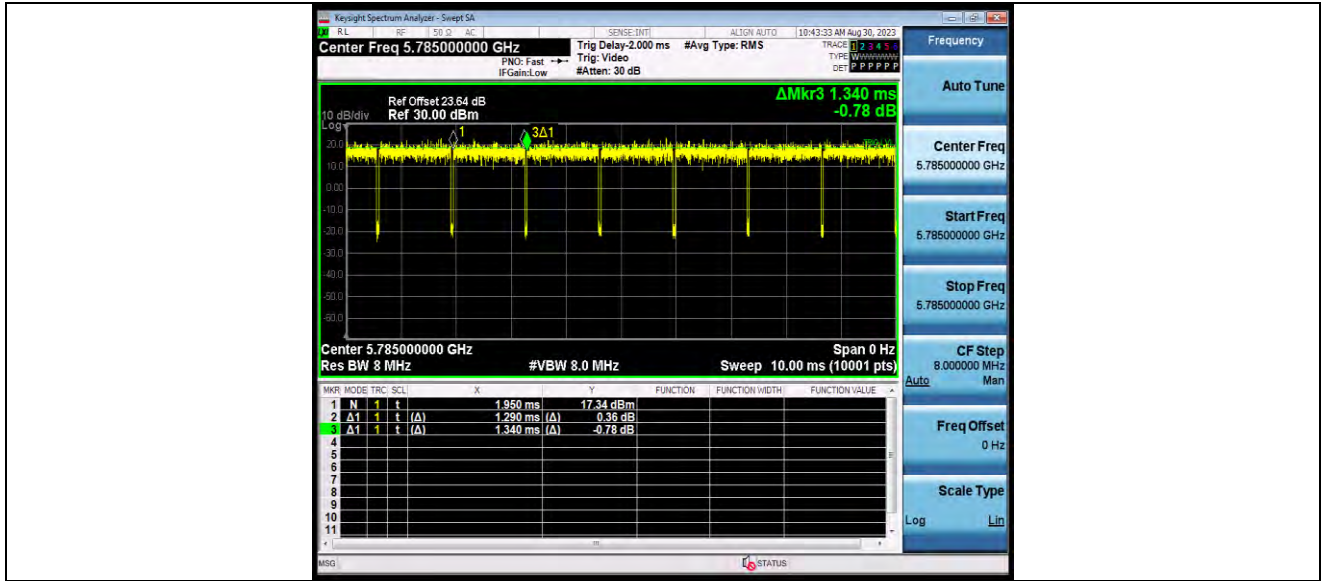 Keysight Spectrum Analyzer - Swept SA
RL RF 50 Ω AC SENSE:INT ALIGN AUTO 10:43:33 AM Aug 30, 2023
Center Freq 5.785000000 GHz
PNO: Fast
IFGain:Low
Trig Delay-2.000 ms
Trig: Video
#Atten: 30 dB
#Avg Type: RMS
TRACE 1 2 3 4 5 6
TYPE WWWWWW
DET P P P P P P
ΔMkr3 1.340 ms
-0.78 dB
Ref Offset 23.64 dB
10 dB/div Ref 30.00 dBm
Log
1
3Δ1
20.0
10.0
0.00
-10.0
-20.0
-30.0
-40.0
-50.0
-60.0
Center 5.785000000 GHz Span 0 Hz
Res BW 8 MHz #VBW 8.0 MHz Sweep 10.00 ms (10001 pts)
MKR MODE TRC SCL X Y FUNCTION FUNCTION WIDTH FUNCTION VALUE
1 N 1 t 1.950 ms 17.34 dBm
2 Δ1 1 t (Δ) 1.290 ms (Δ) 0.36 dB
3 Δ1 1 t (Δ) 1.340 ms (Δ) -0.78 dB
4
5
6
7
8
9
10
11
MSG STATUS
Frequency
Auto Tune
Center Freq
5.785000000 GHz
Start Freq
5.785000000 GHz
Stop Freq
5.785000000 GHz
CF Step
8.000000 MHz
Auto Man
Freq Offset
0 Hz
Scale Type
Log Lin